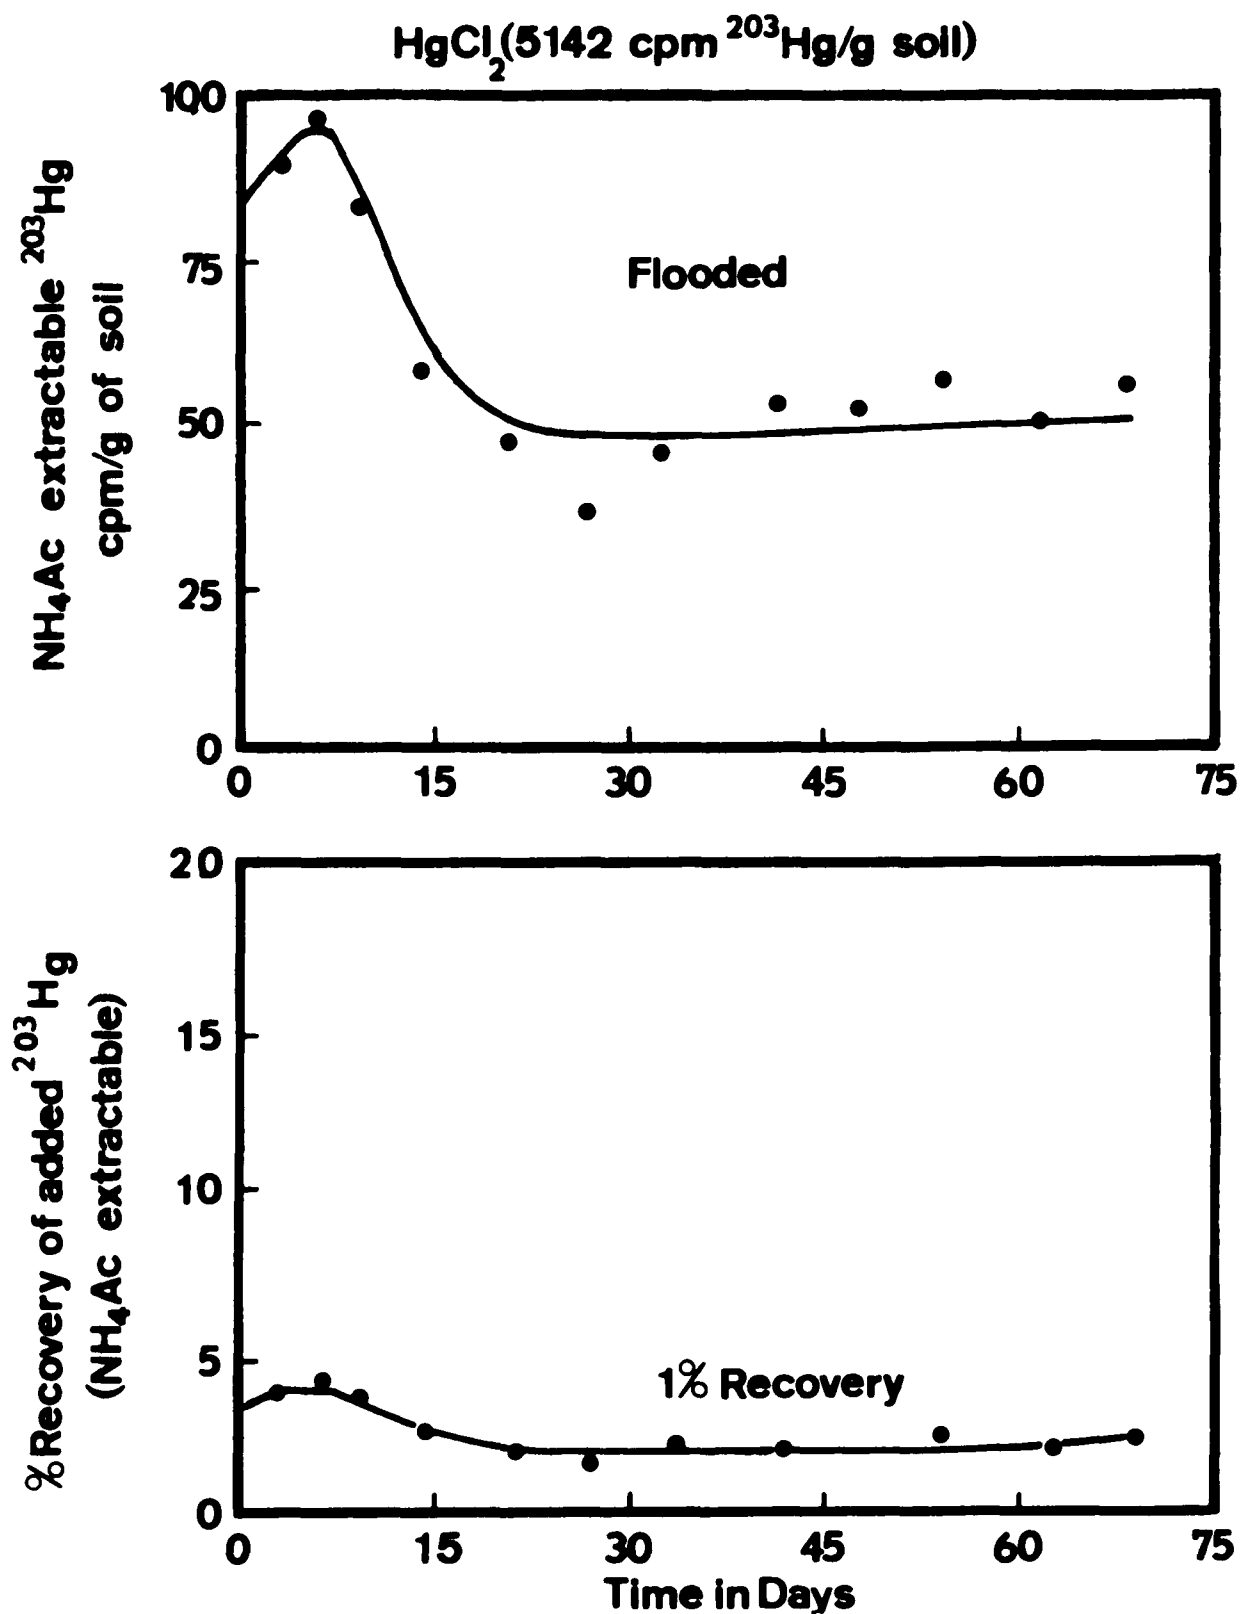 HgCl₂(5142 cpm ²⁰³Hg/g soil)
NH₄Ac extractable ²⁰³Hg
cpm/g of soil
100
75
50
25
0
Flooded
0 15 30 45 60 75
%Recovery of added ²⁰³Hg
(NH₄Ac extractable)
20
15
10
5
0
1% Recovery
0 15 30 45 60 75
Time in Days